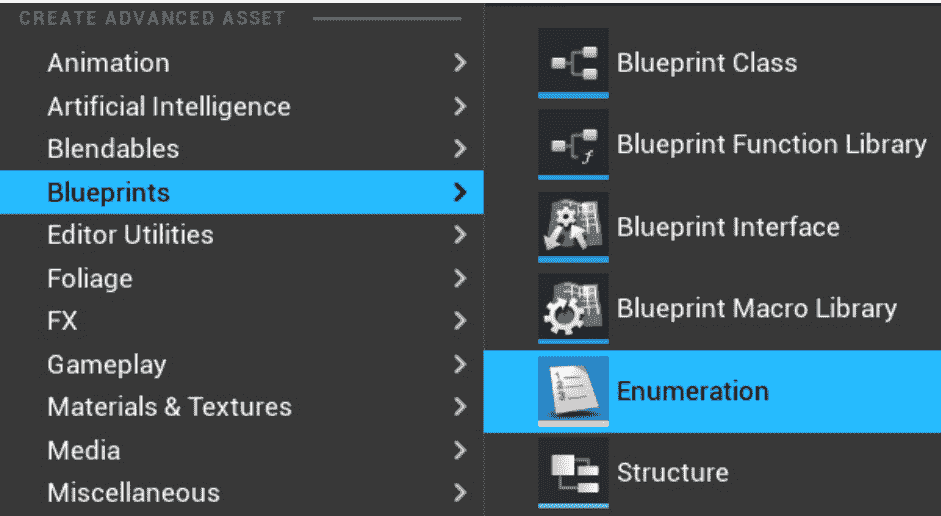 CREATE ADVANCED ASSET
Animation
Artificial Intelligence
Blendables
Blueprints
Editor Utilities
Foliage
FX
Gameplay
Materials & Textures
Media
Miscellaneous
Blueprint Class
Blueprint Function Library
Blueprint Interface
Blueprint Macro Library
Enumeration
Structure